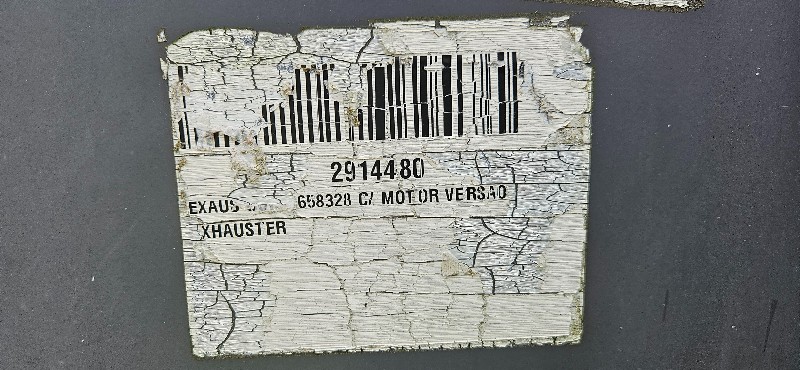 2914480
EXAUS 658328 C/ MOTOR VERSAO
XHAUSTER